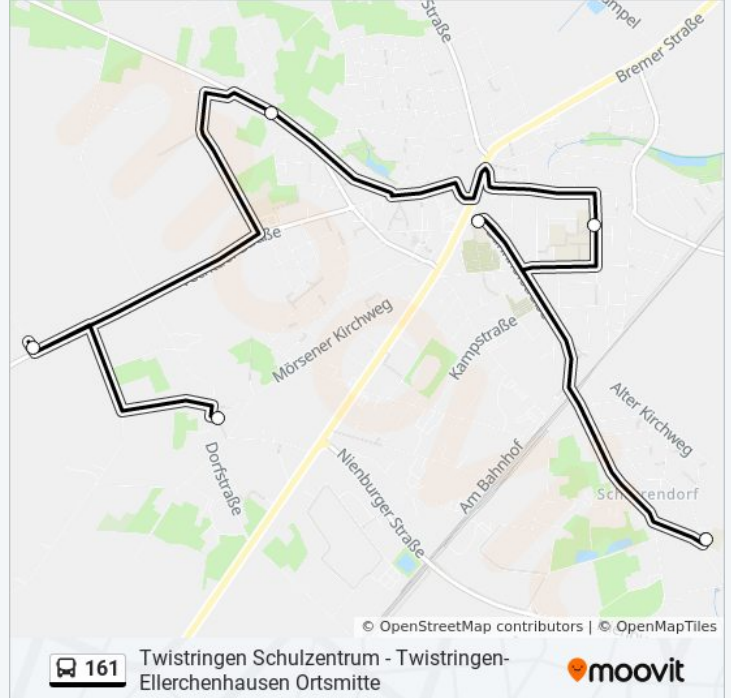 Straße
Bremer Straße
Mörsener Kirchweg
Kampstraße
Alter Kirchweg
Am Bahnhof
Scharrendorf
Dorfstraße
Nienburger Straße
© OpenStreetMap contributors | © OpenMapTiles
161
Twistringen Schulzentrum - Twistringen-
Ellerchenhausen Ortsmitte
moovit